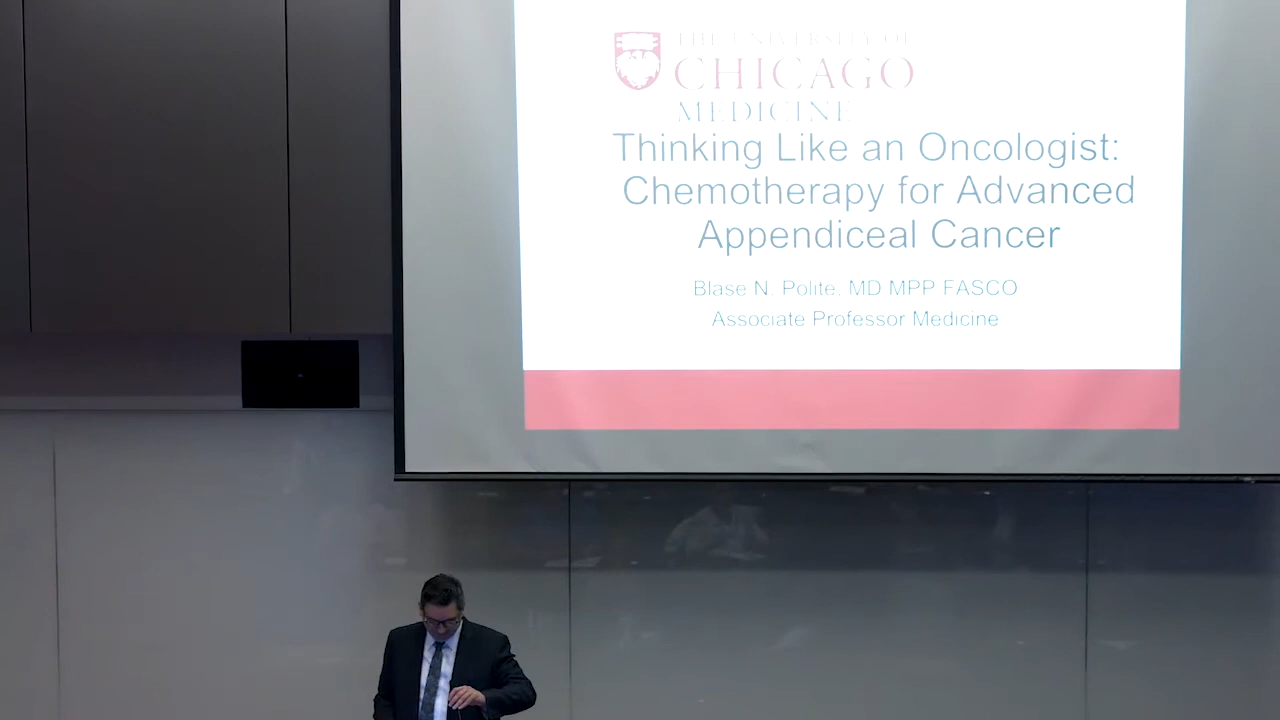 THE UNIVERSITY OF
CHICAGO
MEDICINE
Thinking Like an Oncologist:
Chemotherapy for Advanced
Appendiceal Cancer
Blase N. Polite, MD MPP FASCO
Associate Professor Medicine